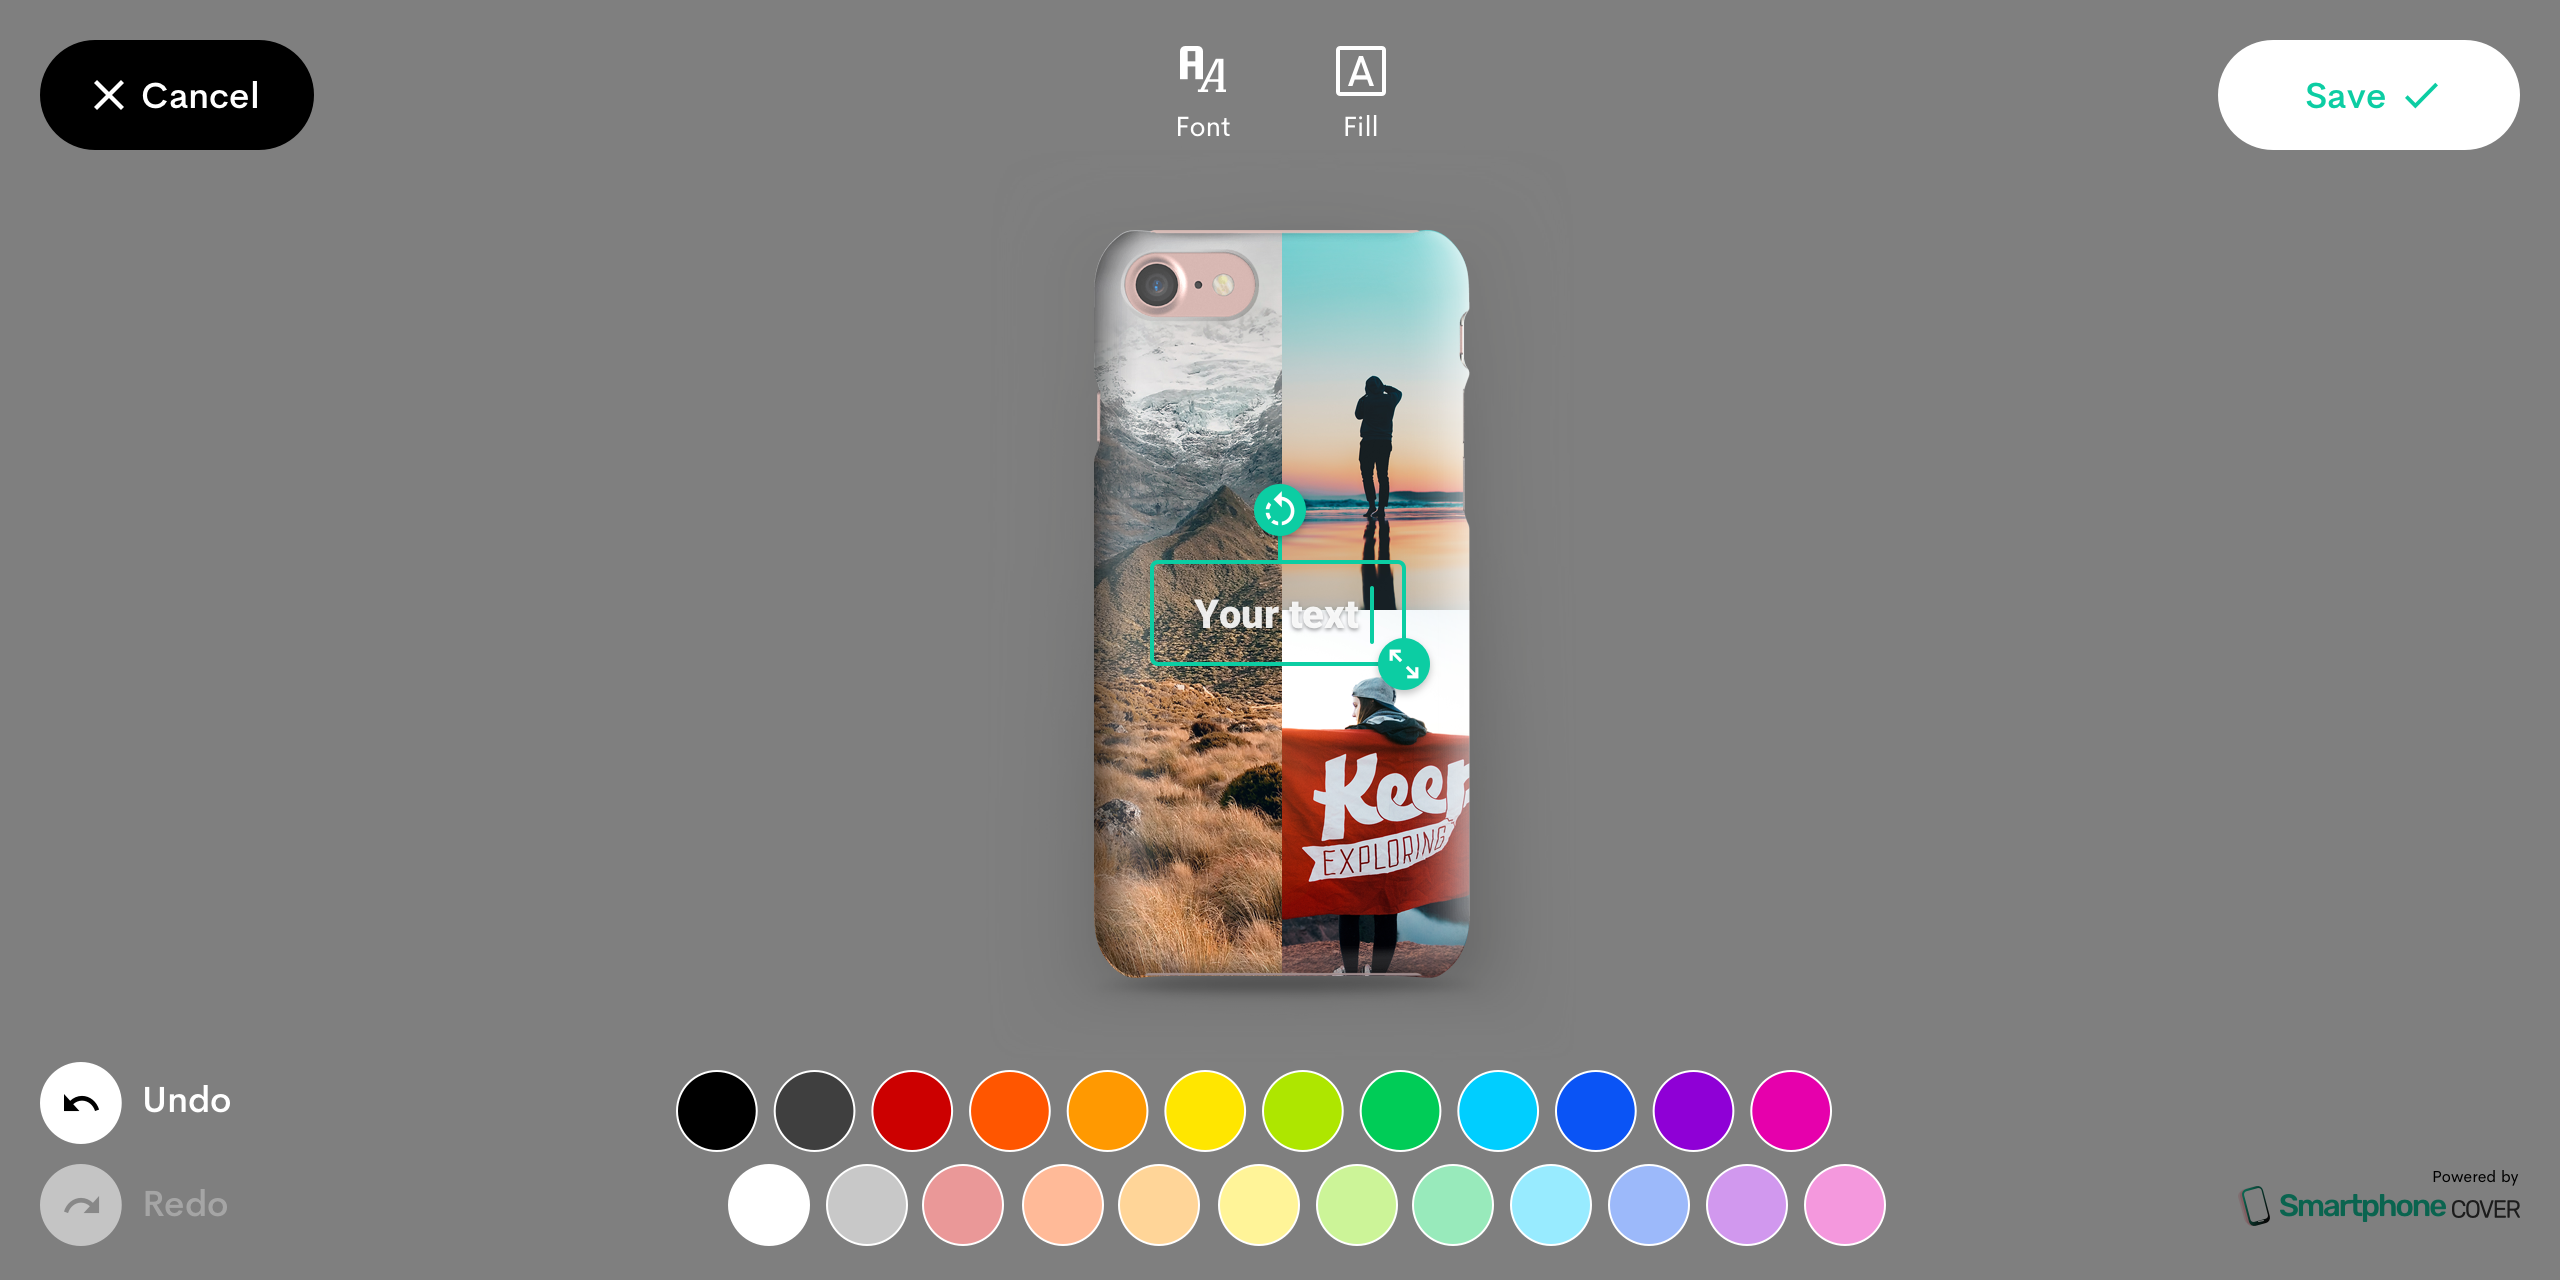 Cancel
Font
Fill
Save
Your text
Keep
EXPLORING
Undo
Redo
Powered by
Smartphone COVER